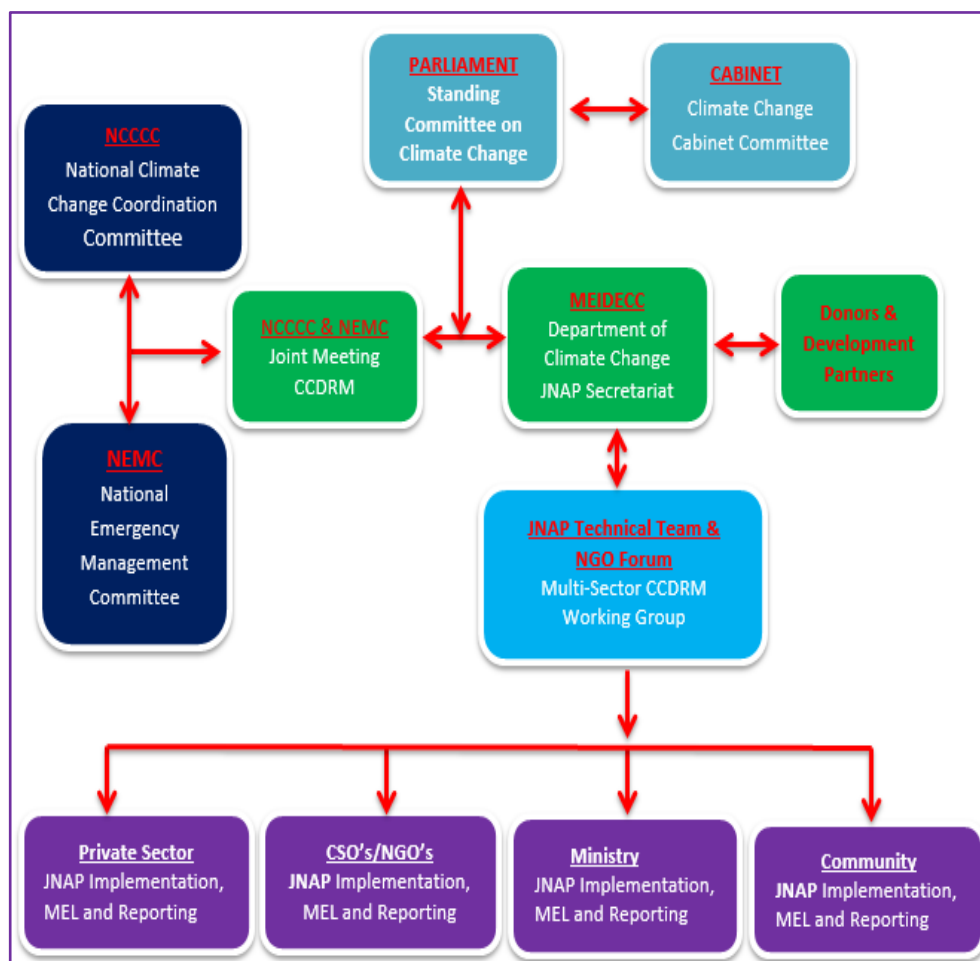 PARLIAMENT
Standing
Committee on
Climate Change
CABINET
Climate Change
Cabinet Committee
NCCCC
National Climate
Change Coordination
Committee
NCCCC & NEMC
Joint Meeting
CCDRM
MEIDECC
Department of
Climate Change
JNAP Secretariat
Donors &
Development
Partners
NEMC
National
Emergency
Management
Committee
JNAP Technical Team &
NGO Forum
Multi-Sector CCDRM
Working Group
Private Sector
JNAP Implementation,
MEL and Reporting
CSO's/NGO's
JNAP Implementation,
MEL and Reporting
Ministry
JNAP Implementation,
MEL and Reporting
Community
JNAP Implementation,
MEL and Reporting